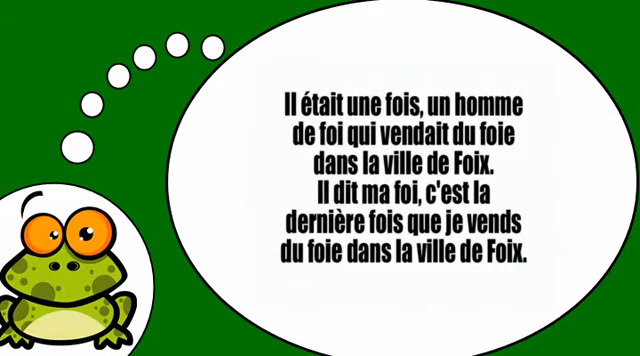 Il était une fois, un homme
de foi qui vendait du foie
dans la ville de Foix.
Il dit ma foi, c'est la
dernière fois que je vends
du foie dans la ville de Foix.